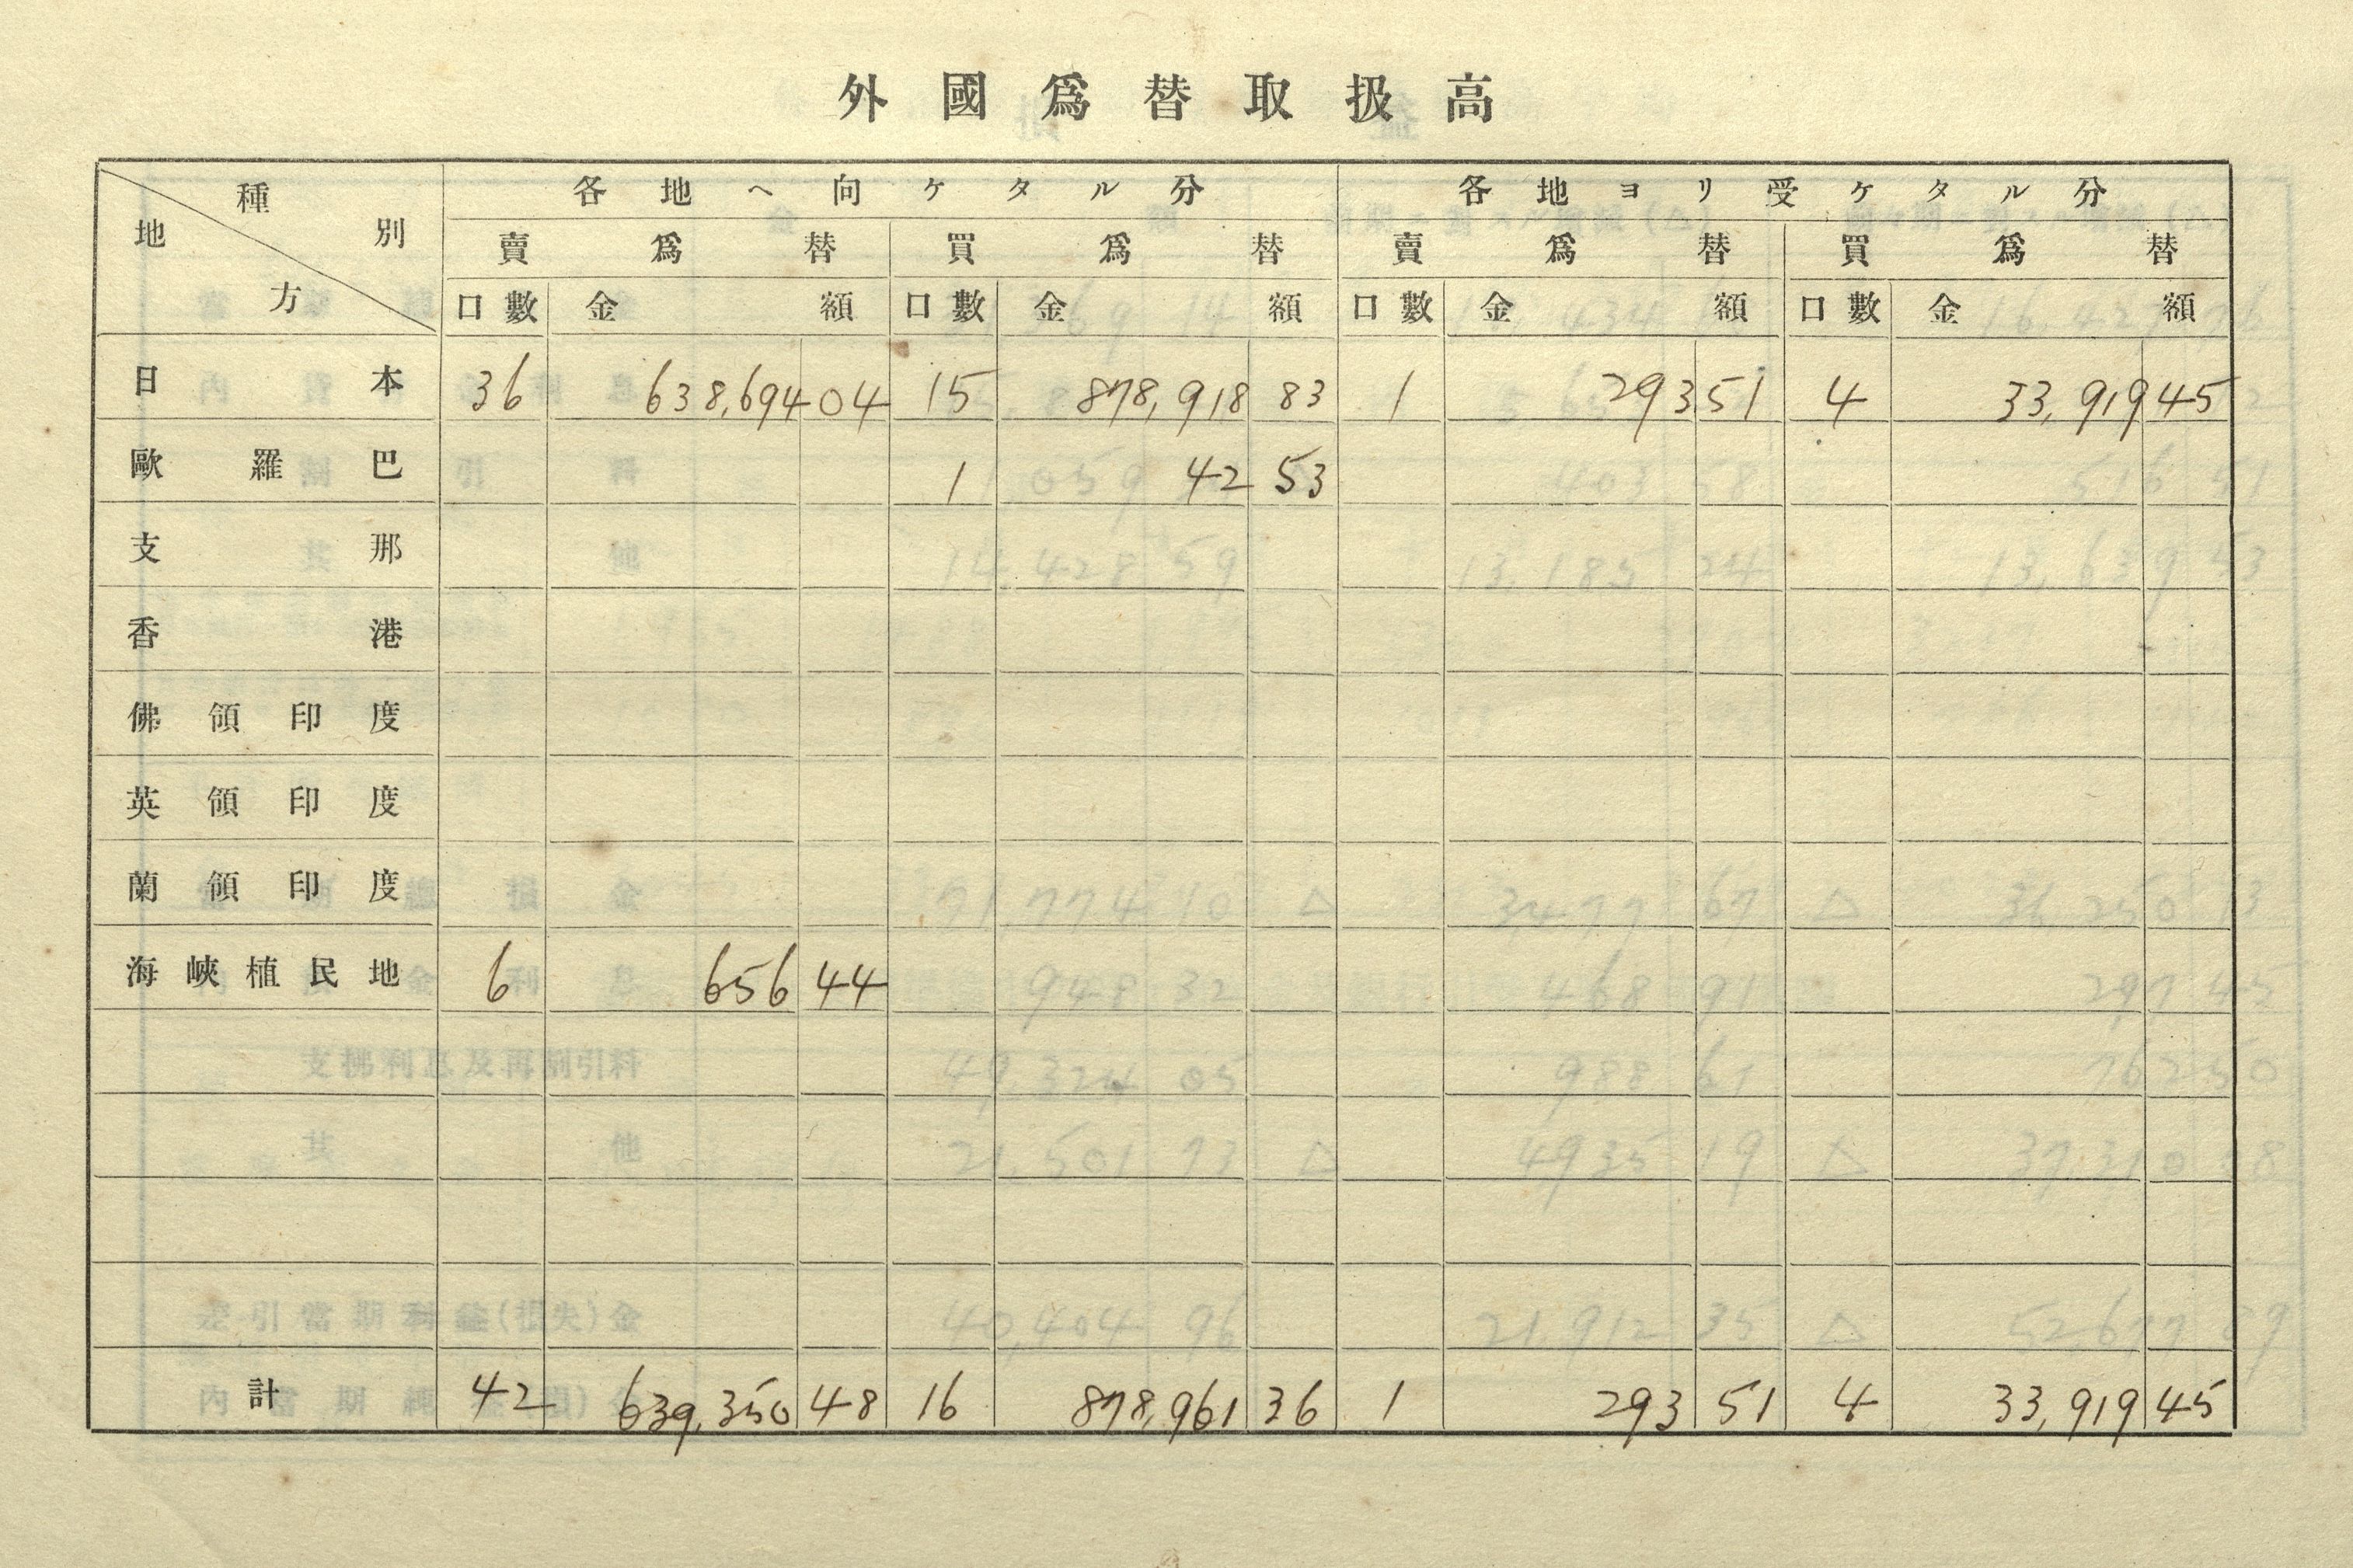 外國爲替取扱高
種別 地方 各地ヘ向ケタル分 各地ヨリ受ケタル分
賣爲替 買爲替 賣爲替 買爲替
口數 金額 口數 金額 口數 金額 口數 金額
日本 36 638,694 04 15 878,918 83 1 293 51 4 33,919 45
歐羅巴 1 42 53
支那
香港
佛領印度
英領印度
蘭領印度
海峽植民地 6 656 44
計 42 639,350 48 16 878,961 36 1 293 51 4 33,919 45